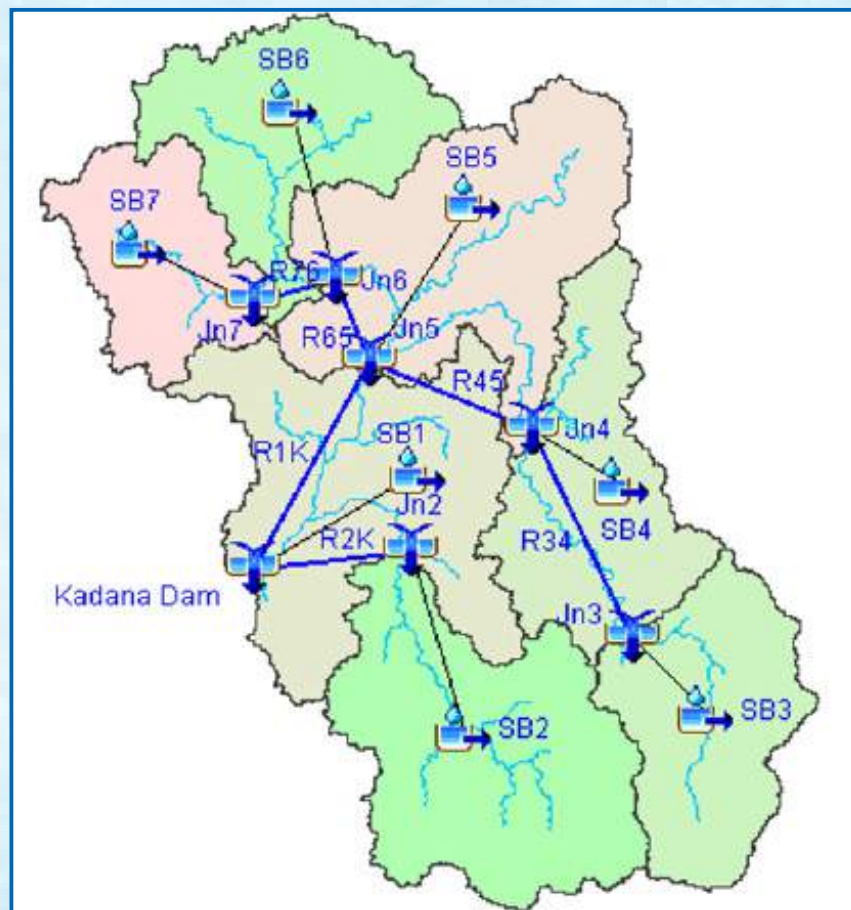 SB6
SB5
SB7
R76
Jn6
Jn7
R65
Jn5
R45
Jn4
R1K
SB1
Jn2
SB4
R2K
R34
Kadana Dam
Jn3
SB2
SB3